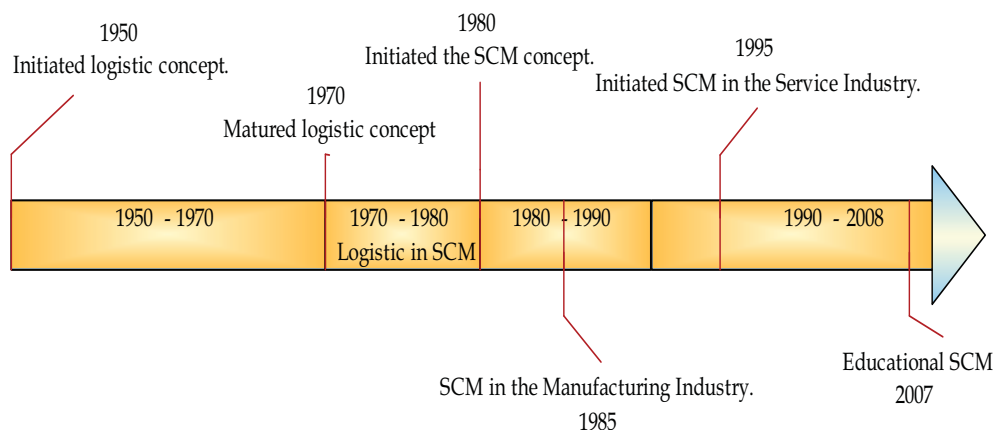 1950
Initiated logistic concept.
1970
Matured logistic concept
1980
Initiated the SCM concept.
1995
Initiated SCM in the Service Industry.
1950 - 1970
1970 - 1980
Logistic in SCM
1980 - 1990
1990 - 2008
SCM in the Manufacturing Industry.
1985
Educational SCM
2007